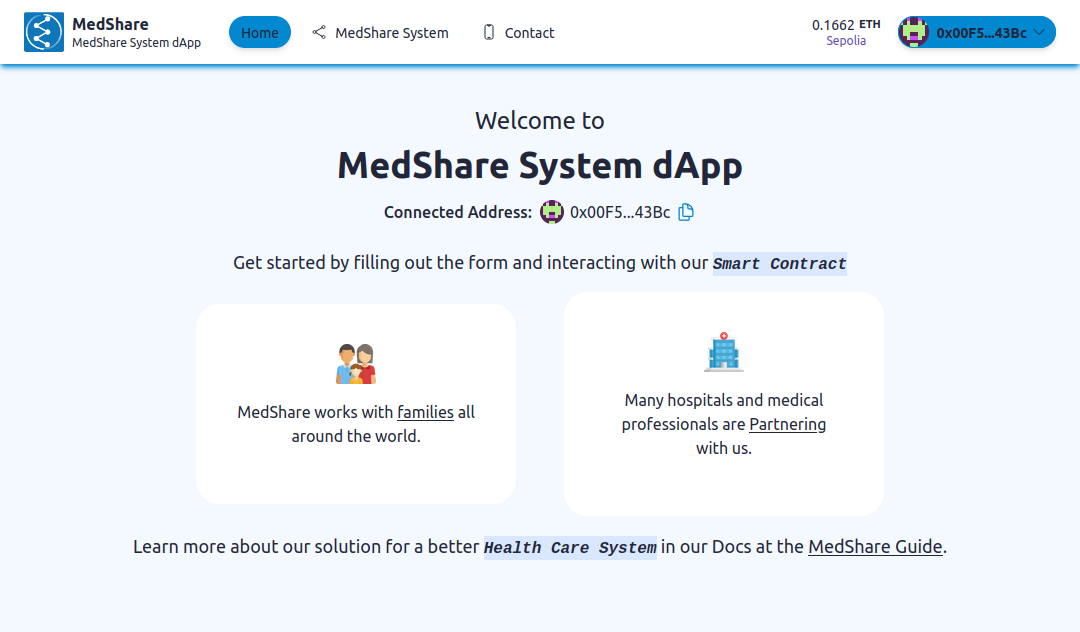 MedShare
MedShare System dApp
Home
MedShare System
Contact
0.1662 ETH
Sepolia
0x00F5...43Bc
Welcome to
MedShare System dApp
Connected Address: 0x00F5...43Bc
Get started by filling out the form and interacting with our Smart Contract
MedShare works with families all
around the world.
Many hospitals and medical
professionals are Partnering
with us.
Learn more about our solution for a better Health Care System in our Docs at the MedShare Guide.